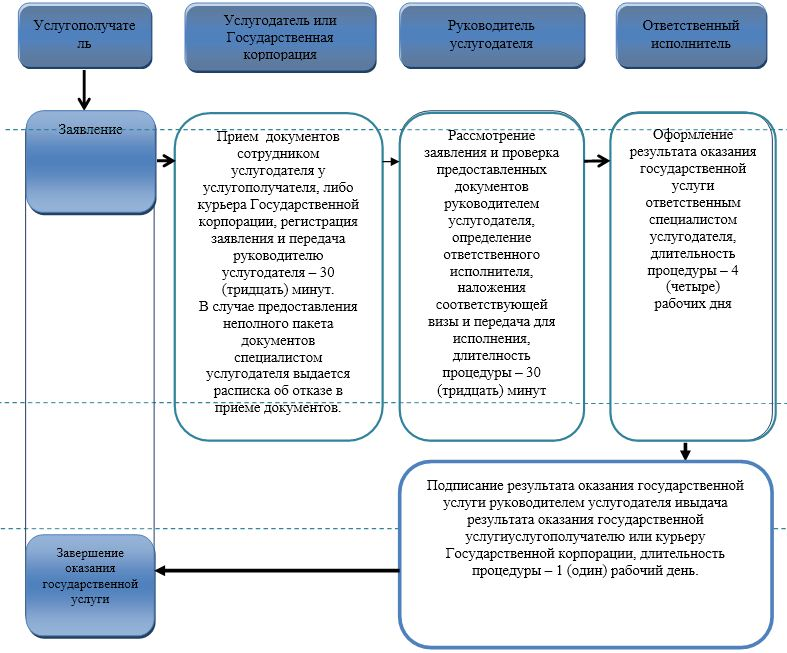 Услугополучате
ль
Услугодатель или
Государственная
корпорация
Руководитель
услугодателя
Ответственный
исполнитель
Заявление
Прием документов
сотрудником
услугодателя у
услугополучателя, либо
курьера Государственной
корпорации, регистрация
заявления и передача
руководителю
услугодателя – 30
(тридцать) минут.
В случае предоставления
неполного пакета
документов
специалистом
услугодателя выдается
расписка об отказе в
приеме документов.
Рассмотрение
заявления и проверка
предоставленных
документов
руководителем
услугодателя,
определение
ответственного
исполнителя,
наложения
соответствующей
визы и передача для
исполнения,
длителность
процедуры – 30
(тридцать) минут
Оформление
результата оказания
государственной
услуги
ответственным
специалистом
услугодателя,
длительность
процедуры – 4
(четыре)
рабочих дня
Подписание результата оказания государственной
услуги руководителем услугодателя ивыдача
результата оказания государственной
услугиуслугополучателю или курьеру
Государственной корпорации, длительность
процедуры – 1 (один) рабочий день.
Завершение
оказания
государственной
услуги